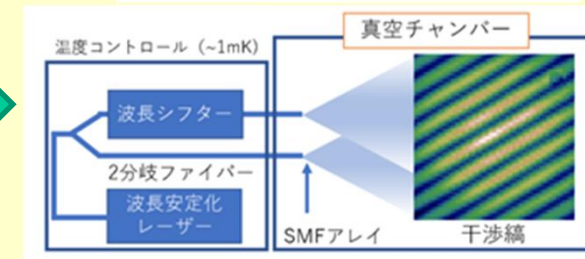 真空チャンバー
温度コントロール（~1mK）
波長シフター
2分岐ファイバー
波長安定化
レーザー
SMFアレイ
干渉縞